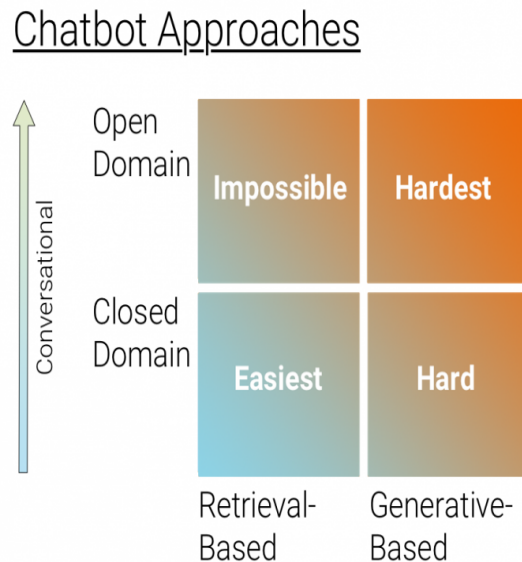 Chatbot Approaches
Open
Domain
Impossible
Hardest
Conversational
Closed
Domain
Easiest
Hard
Retrieval-
Based
Generative-
Based